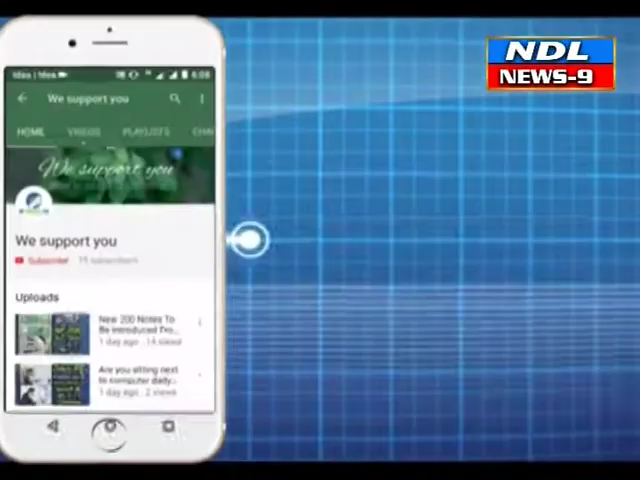 NDL
NEWS-9
Idea | Idea
6:08
We support you
HOME VIDEOS PLAYLISTS CHA
We support you
We support you
Subscribe
Uploads
New 200 Notes To
Be Introduced Fro...
1 day ago · 14 views
Are you sitting next
to computer daily...
1 day ago · 2 views